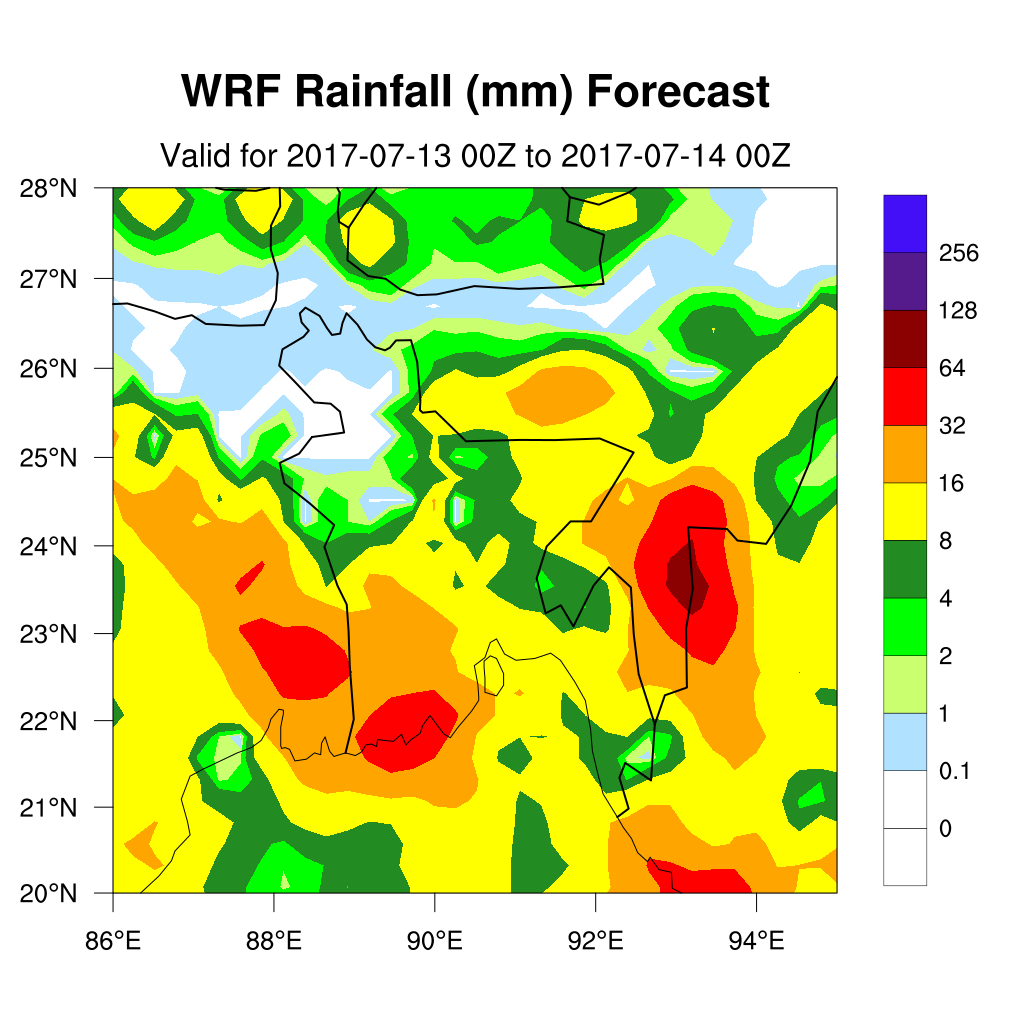 WRF Rainfall (mm) Forecast
Valid for 2017-07-13 00Z to 2017-07-14 00Z
28°N
27°N
26°N
25°N
24°N
23°N
22°N
21°N
20°N
86°E 88°E 90°E 92°E 94°E
256
128
64
32
16
8
4
2
1
0.1
0